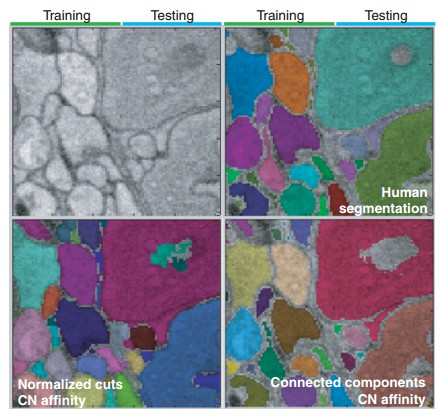 Training Testing Training Testing
Human
segmentation
Normalized cuts
CN affinity
Connected components
CN affinity